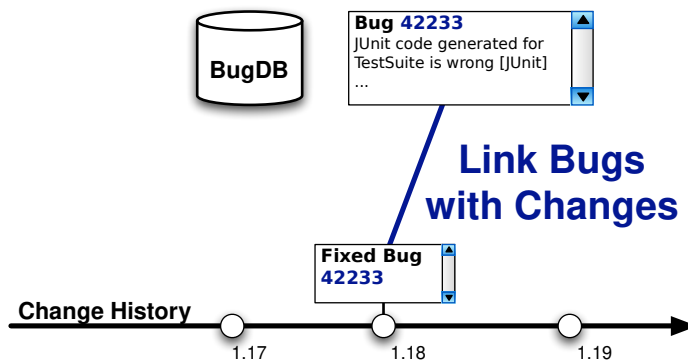 BugDB
Bug 42233
JUnit code generated for
TestSuite is wrong [JUnit]
...
Link Bugs
with Changes
Fixed Bug
42233
Change History
1.17
1.18
1.19